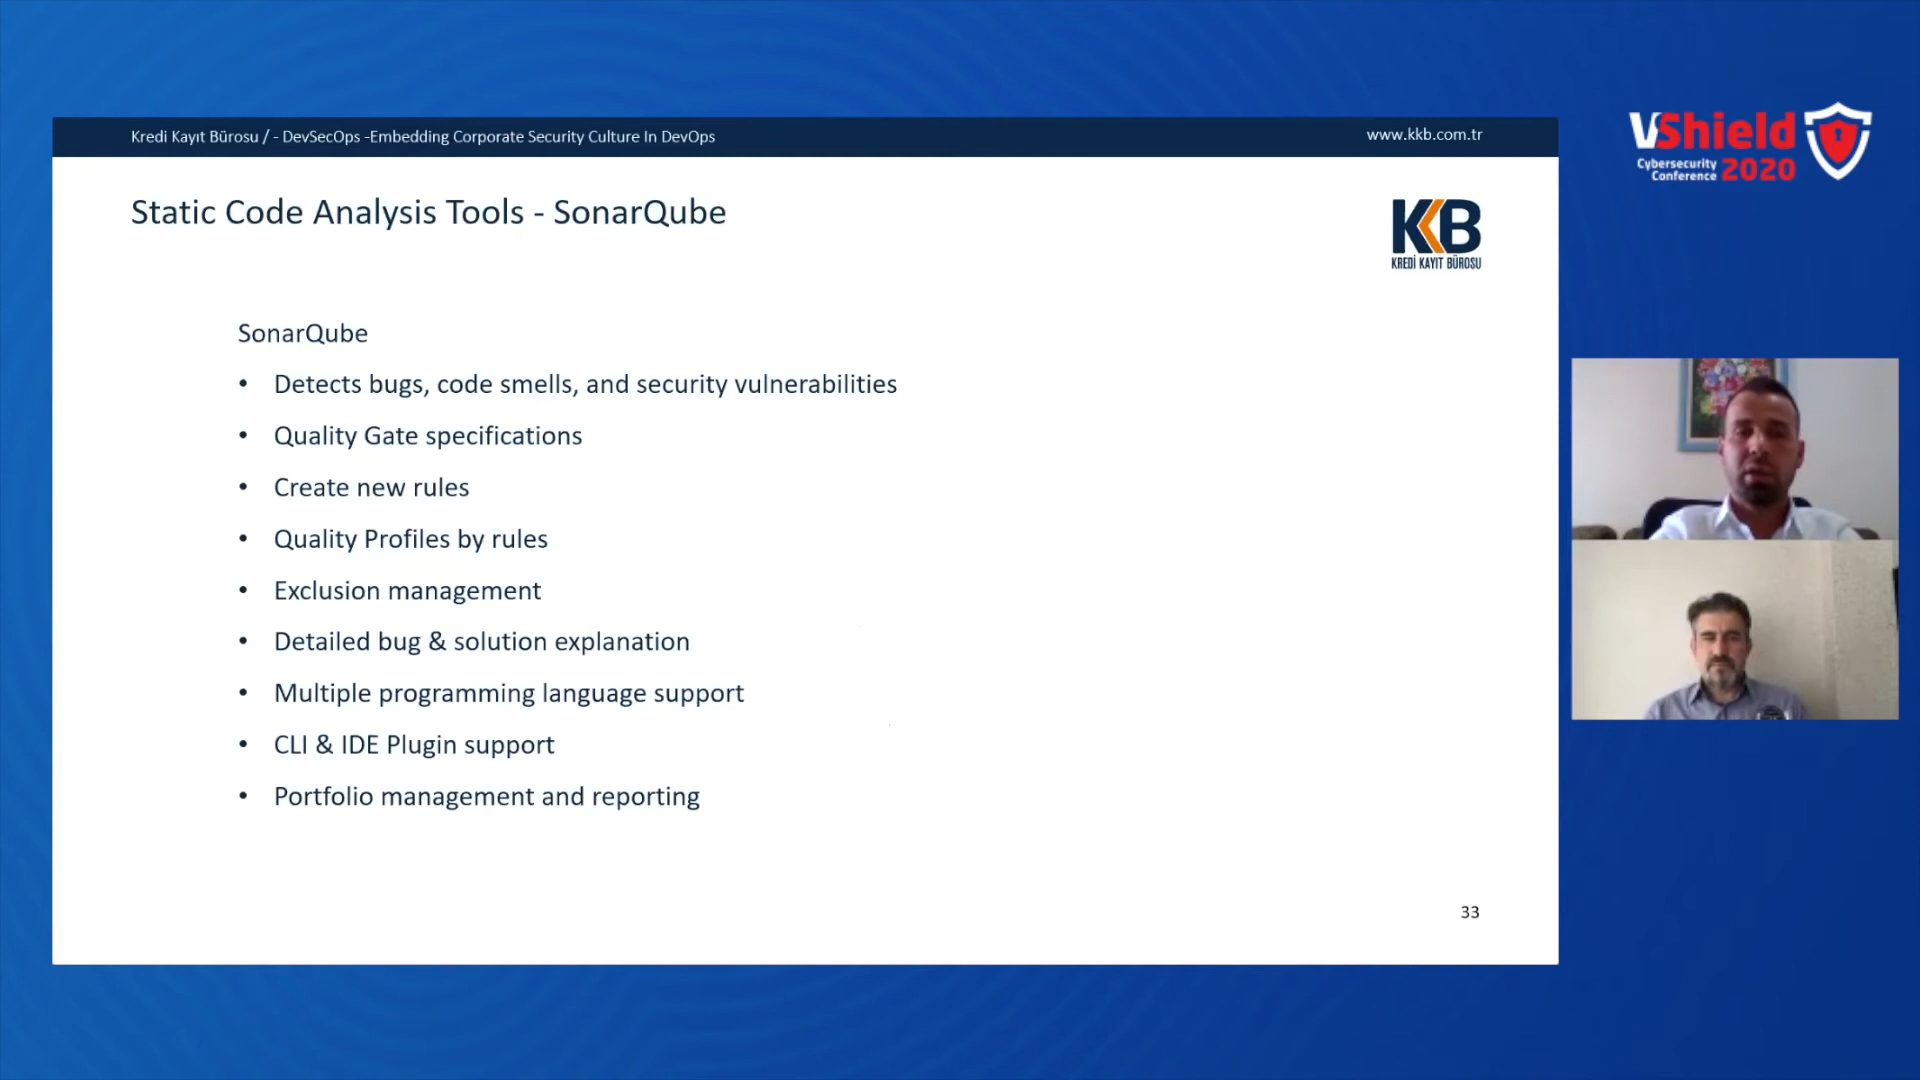 Kredi Kayıt Bürosu / - DevSecOps -Embedding Corporate Security Culture In DevOps
www.kkb.com.tr
VShield
Cybersecurity
Conference 2020
Static Code Analysis Tools - SonarQube
KKB
KREDİ KAYIT BÜROSU
SonarQube
• Detects bugs, code smells, and security vulnerabilities
• Quality Gate specifications
• Create new rules
• Quality Profiles by rules
• Exclusion management
• Detailed bug & solution explanation
• Multiple programming language support
• CLI & IDE Plugin support
• Portfolio management and reporting
33